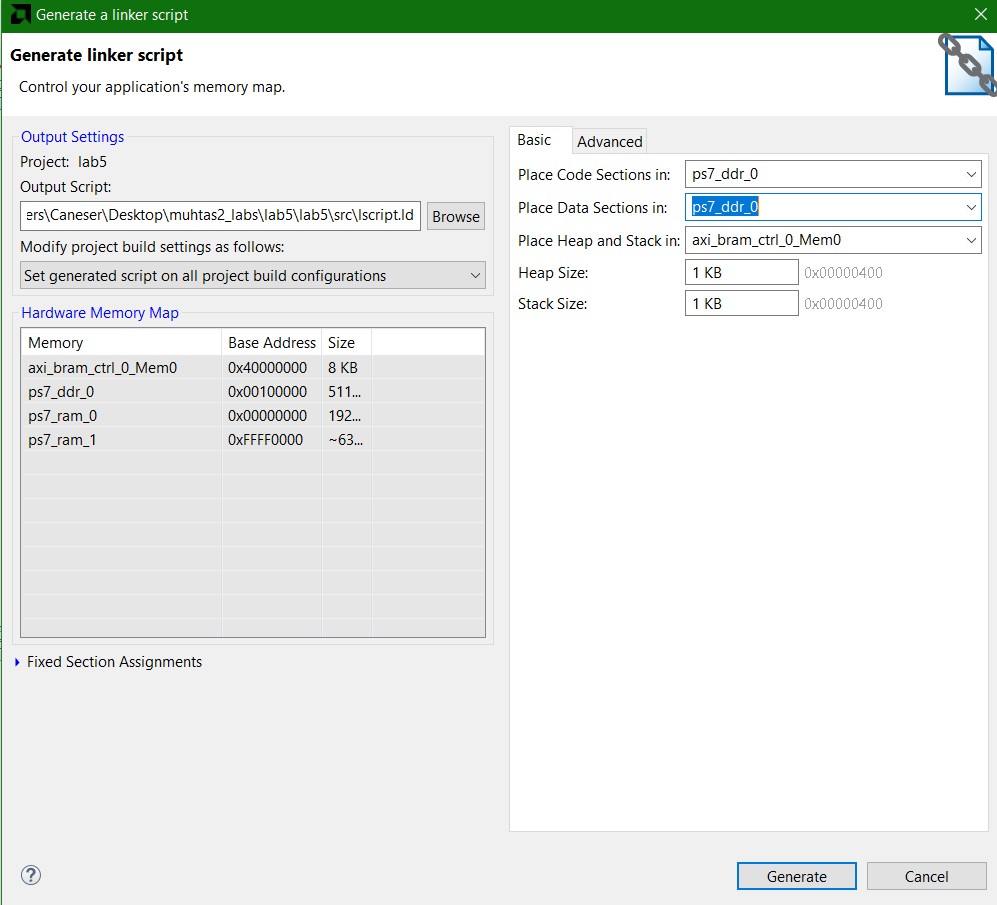 Generate a linker script
Generate linker script
Control your application's memory map.
Output Settings
Project: lab5
Output Script:
ers\Caneser\Desktop\muhtas2_labs\lab5\lab5\src\lscript.ld
Browse
Modify project build settings as follows:
Set generated script on all project build configurations
Hardware Memory Map
Memory Base Address Size
axi_bram_ctrl_0_Mem0 0x40000000 8 KB
ps7_ddr_0 0x00100000 511...
ps7_ram_0 0x00000000 192...
ps7_ram_1 0xFFFF0000 ~63...
Fixed Section Assignments
Basic Advanced
Place Code Sections in: ps7_ddr_0
Place Data Sections in: ps7_ddr_0
Place Heap and Stack in: axi_bram_ctrl_0_Mem0
Heap Size: 1 KB 0x00000400
Stack Size: 1 KB 0x00000400
?
Generate Cancel